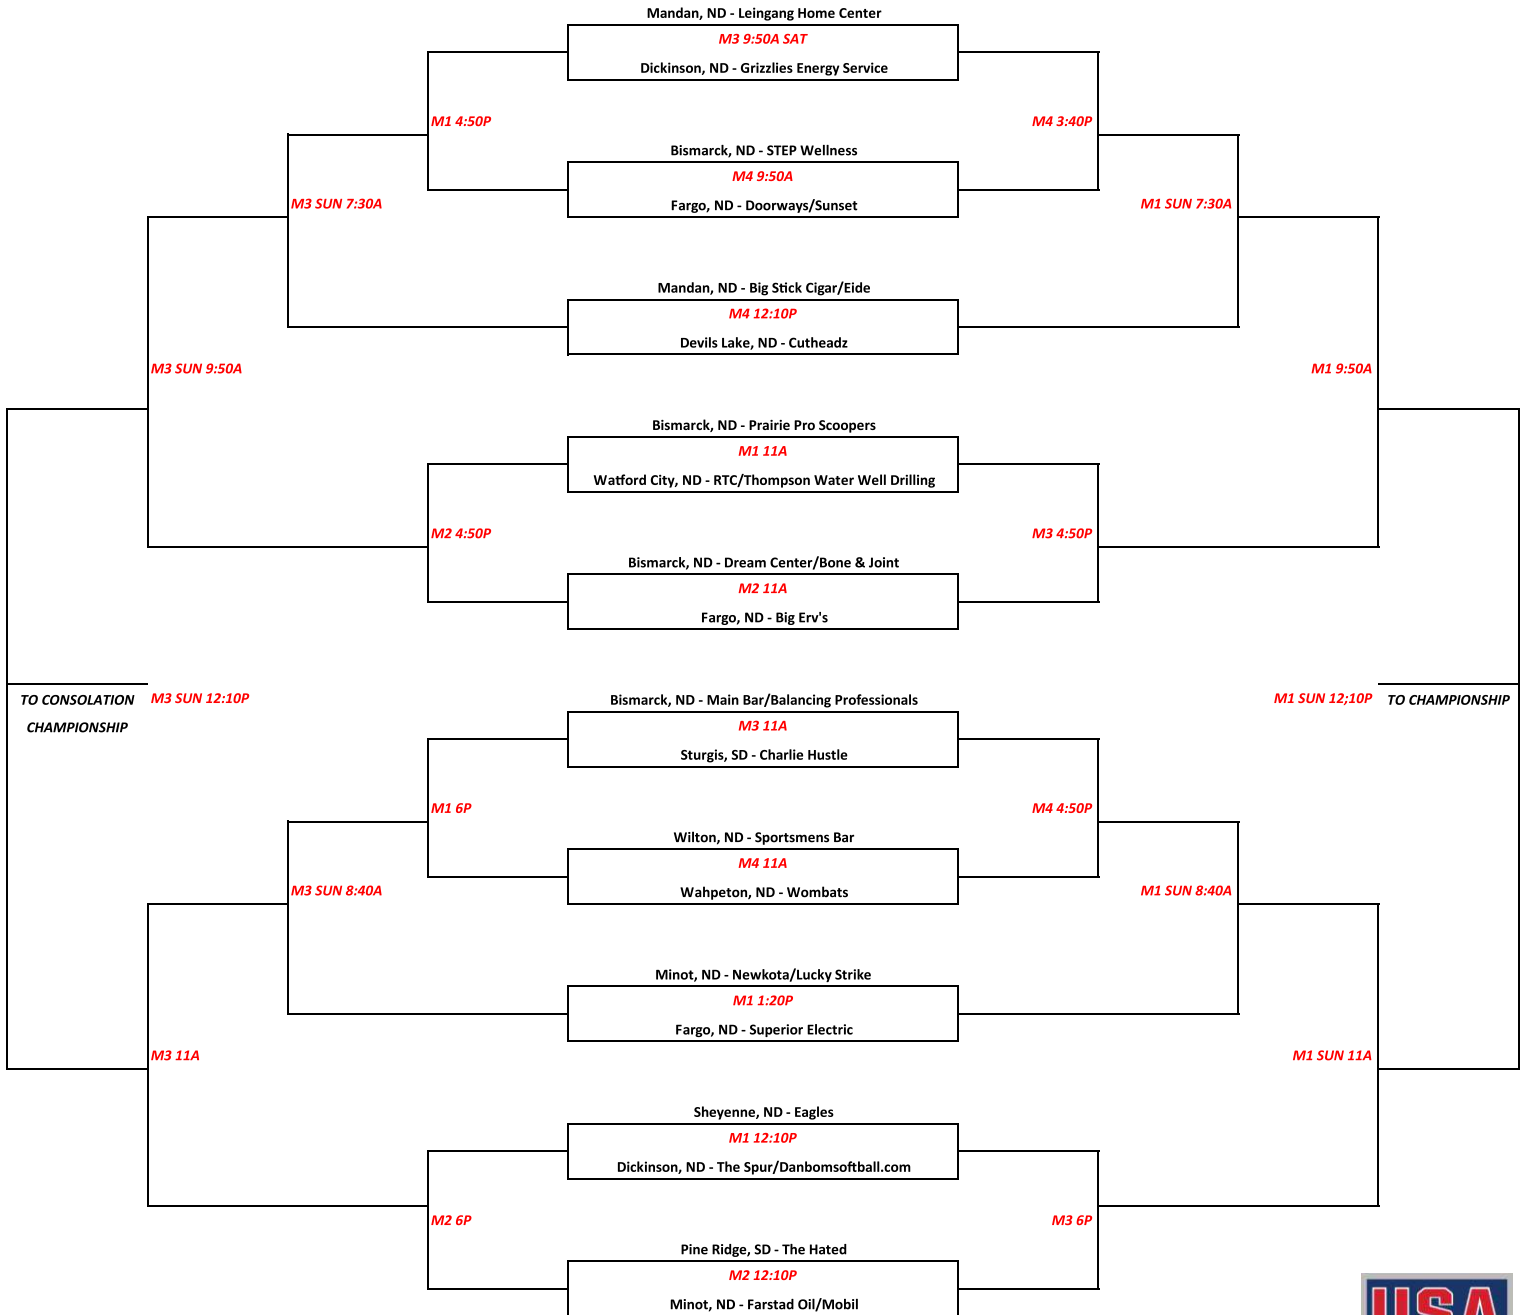 Mandan, ND - Leingang Home Center
M3 9:50A SAT
Dickinson, ND - Grizzlies Energy Service
M1 4:50P
M4 3:40P
Bismarck, ND - STEP Wellness
M4 9:50A
Fargo, ND - Doorways/Sunset
M3 SUN 7:30A
M1 SUN 7:30A
Mandan, ND - Big Stick Cigar/Eide
M4 12:10P
Devils Lake, ND - Cutheadz
M3 SUN 9:50A
M1 9:50A
Bismarck, ND - Prairie Pro Scoopers
M1 11A
Watford City, ND - RTC/Thompson Water Well Drilling
M2 4:50P
M3 4:50P
Bismarck, ND - Dream Center/Bone & Joint
M2 11A
Fargo, ND - Big Erv's
TO CONSOLATION
CHAMPIONSHIP
M3 SUN 12:10P
M1 SUN 12;10P
TO CHAMPIONSHIP
Bismarck, ND - Main Bar/Balancing Professionals
M3 11A
Sturgis, SD - Charlie Hustle
M1 6P
M4 4:50P
Wilton, ND - Sportsmens Bar
M4 11A
Wahpeton, ND - Wombats
M3 SUN 8:40A
M1 SUN 8:40A
Minot, ND - Newkota/Lucky Strike
M1 1:20P
Fargo, ND - Superior Electric
M3 11A
M1 SUN 11A
Sheyenne, ND - Eagles
M1 12:10P
Dickinson, ND - The Spur/Danbomsoftball.com
M2 6P
M3 6P
Pine Ridge, SD - The Hated
M2 12:10P
Minot, ND - Farstad Oil/Mobil
USA